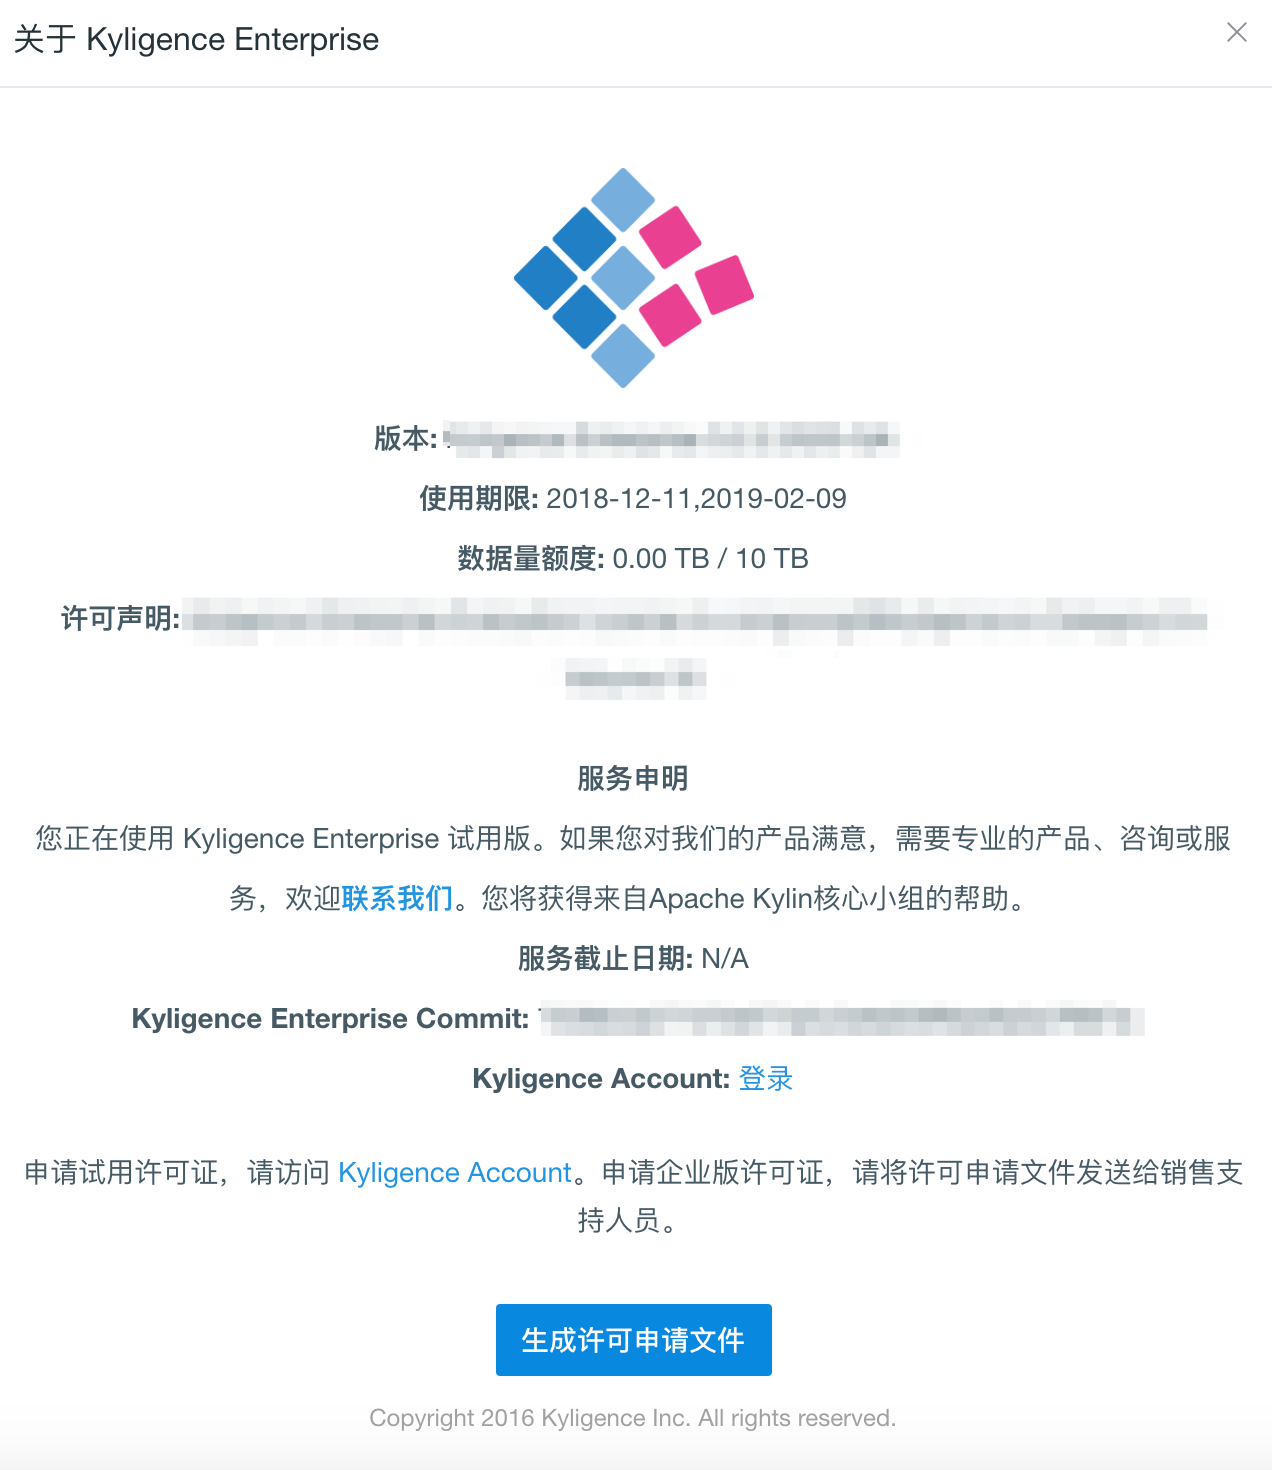 关于 Kyligence Enterprise
版本:
使用期限: 2018-12-11,2019-02-09
数据量额度: 0.00 TB / 10 TB
许可声明:
服务申明
您正在使用 Kyligence Enterprise 试用版。如果您对我们的产品满意，需要专业的产品、咨询或服
务，欢迎联系我们。您将获得来自Apache Kylin核心小组的帮助。
服务截止日期: N/A
Kyligence Enterprise Commit:
Kyligence Account: 登录
申请试用许可证，请访问 Kyligence Account。申请企业版许可证，请将许可申请文件发送给销售支
持人员。
生成许可申请文件
Copyright 2016 Kyligence Inc. All rights reserved.